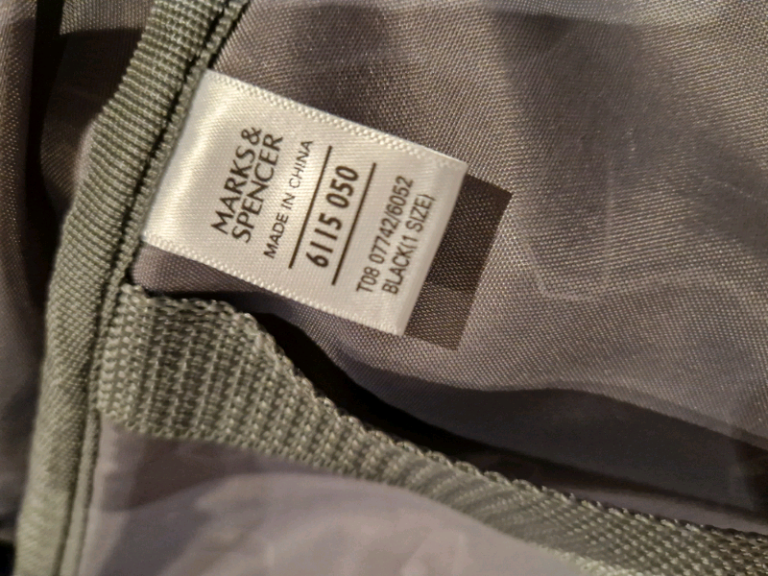 MARKS&
SPENCER
MADE IN CHINA
6115 050
T08 07742/6052
BLACK(1 SIZE)